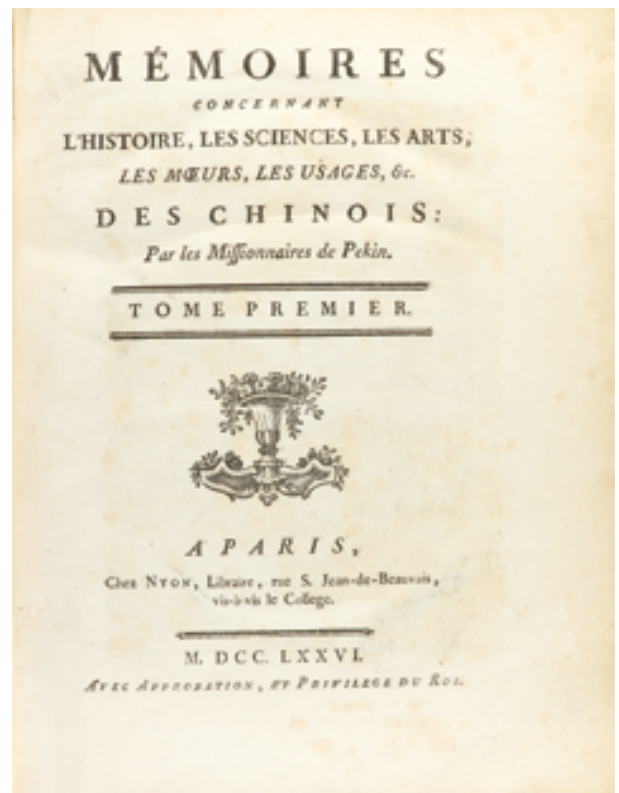 MÉMOIRES
CONCERNANT
L'HISTOIRE, LES SCIENCES, LES ARTS,
LES MŒURS, LES USAGES, &c.
DES CHINOIS:
Par les Missionnaires de Pekin.
TOME PREMIER.
A PARIS,
Chez NYON, Libraire, rue S. Jean-de-Beauvais,
vis-à-vis le College.
M. DCC. LXXVI.
AVEC APPROBATION, ET PRIVILEGE DU ROI.